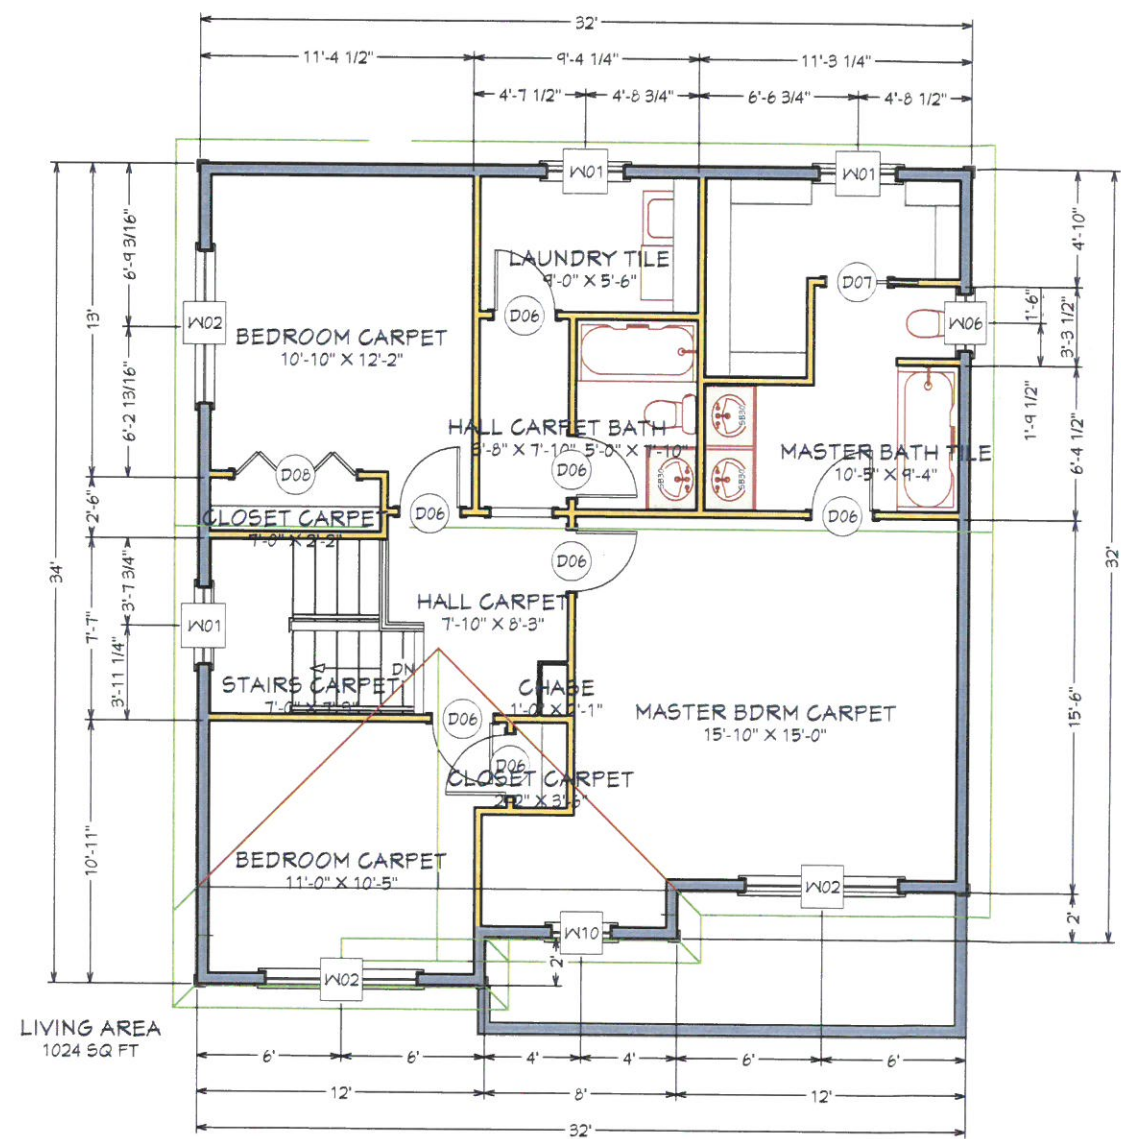 32'
11'-4 1/2" 9'-4 1/4" 11'-3 1/4"
4'-7 1/2" 4'-8 3/4" 6'-6 3/4" 4'-8 1/2"
W01 W01
6'-9 3/16" 4'-10"
LAUNDRY TILE
9'-0" X 5'-6"
D07
13' W02 D06 W06 1'-6" 3'-3 1/2"
BEDROOM CARPET
10'-10" X 12'-2"
6'-2 13/16" 1'-9 1/2"
SB30
HALL CARPET BATH
7'-10" 5'-0" X 7'-10"
MASTER BATH TILE
10'-5" X 9'-4"
6'-4 1/2"
D08 D06 SB30 SB30
2'-6" CLOSET CARPET D06 D06
7'-0" X 2'-2"
34' 3'-7 3/4" D06 32'
HALL CARPET
7'-10" X 8'-3"
7'-7" W01
3'-11 1/4" DN
STAIRS CARPET CHASE
7'-0"
MASTER BDRM CARPET
15'-10" X 15'-0"
15'-6"
D06
D06
CLOSET CARPET
X 3'-6"
10'-11"
BEDROOM CARPET
11'-0" X 10'-5"
W02
W10 2'
2'
W02
LIVING AREA
1024 SQ FT
6' 6' 4' 4' 6' 6'
12' 8' 12'
32'